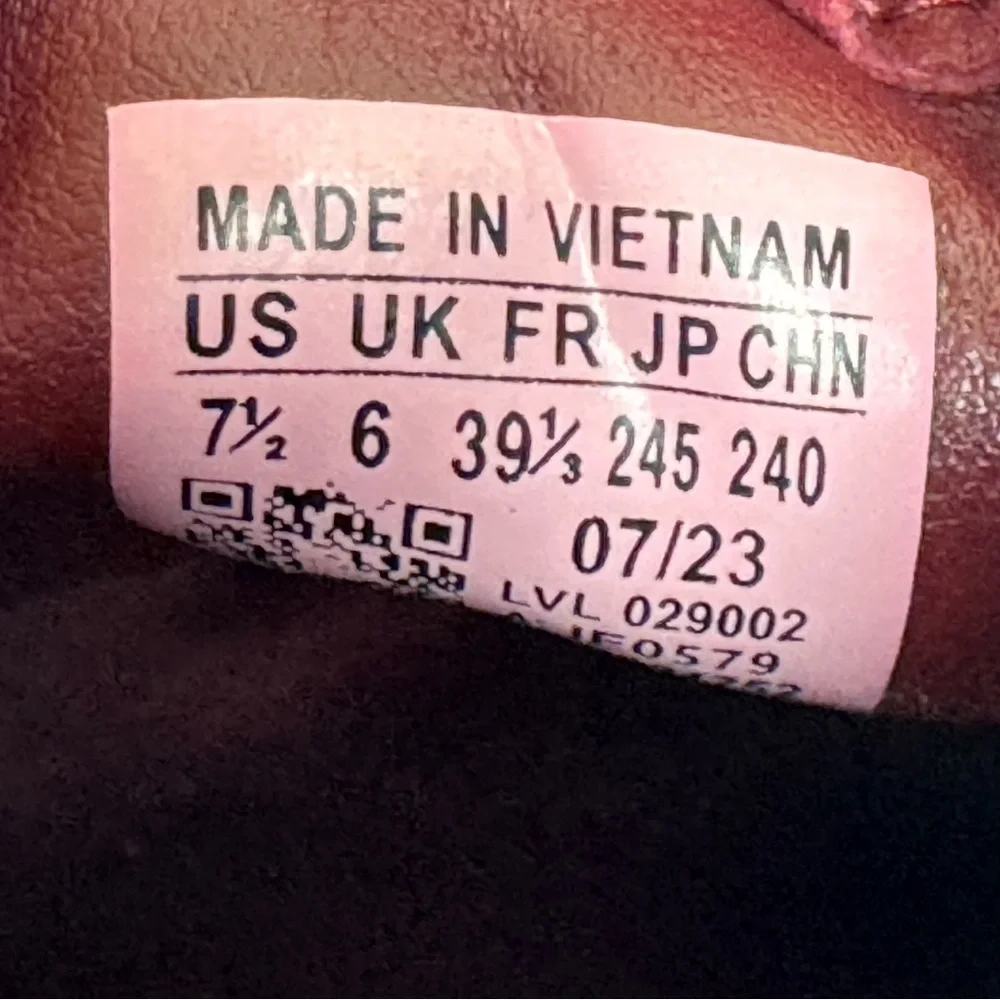 MADE IN VIETNAM
US UK FR JP CHN
7½ 6 39⅓ 245 240
07/23
LVL 029002
IE0579